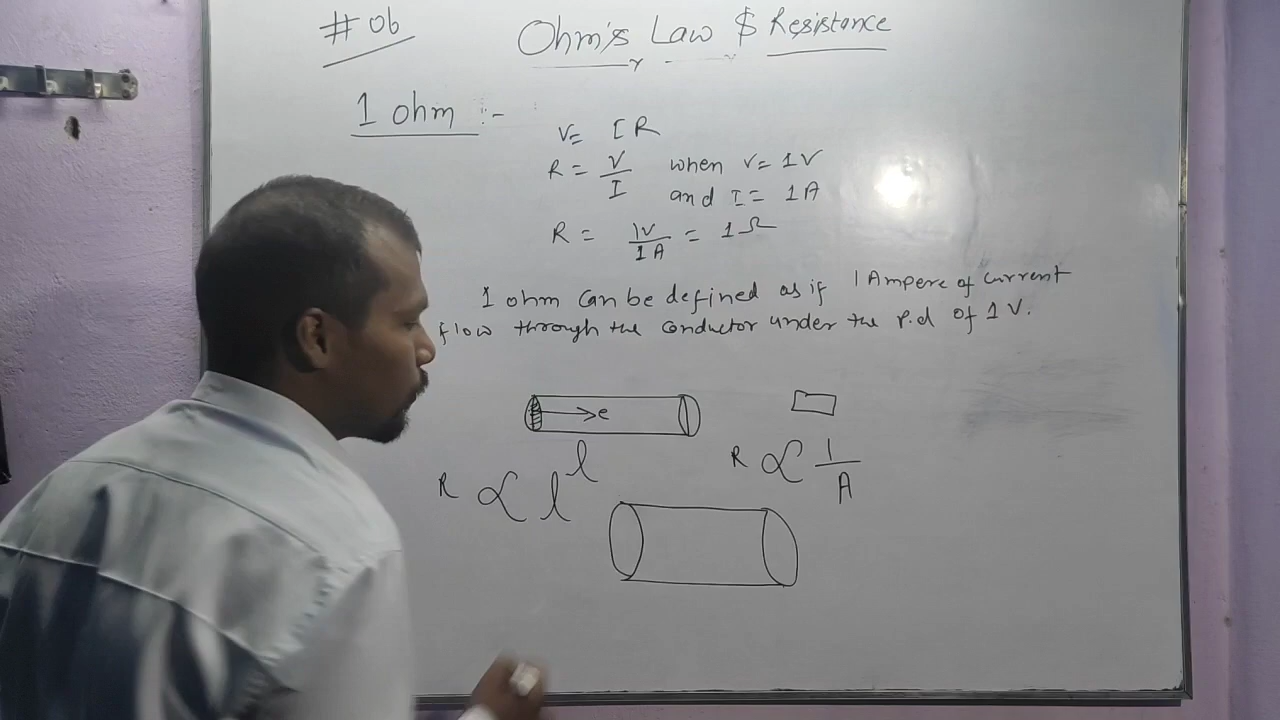 # 06
Ohm's Law $ Resistance
1 ohm :-
V= IR
R = V/I when V= 1V
and I= 1A
R = 1V/1A = 1Ω
1 ohm can be defined as if 1 Ampere of current
flow through the conductor under the p.d of 1V.
e
l
R ∝ l
R ∝ 1/A